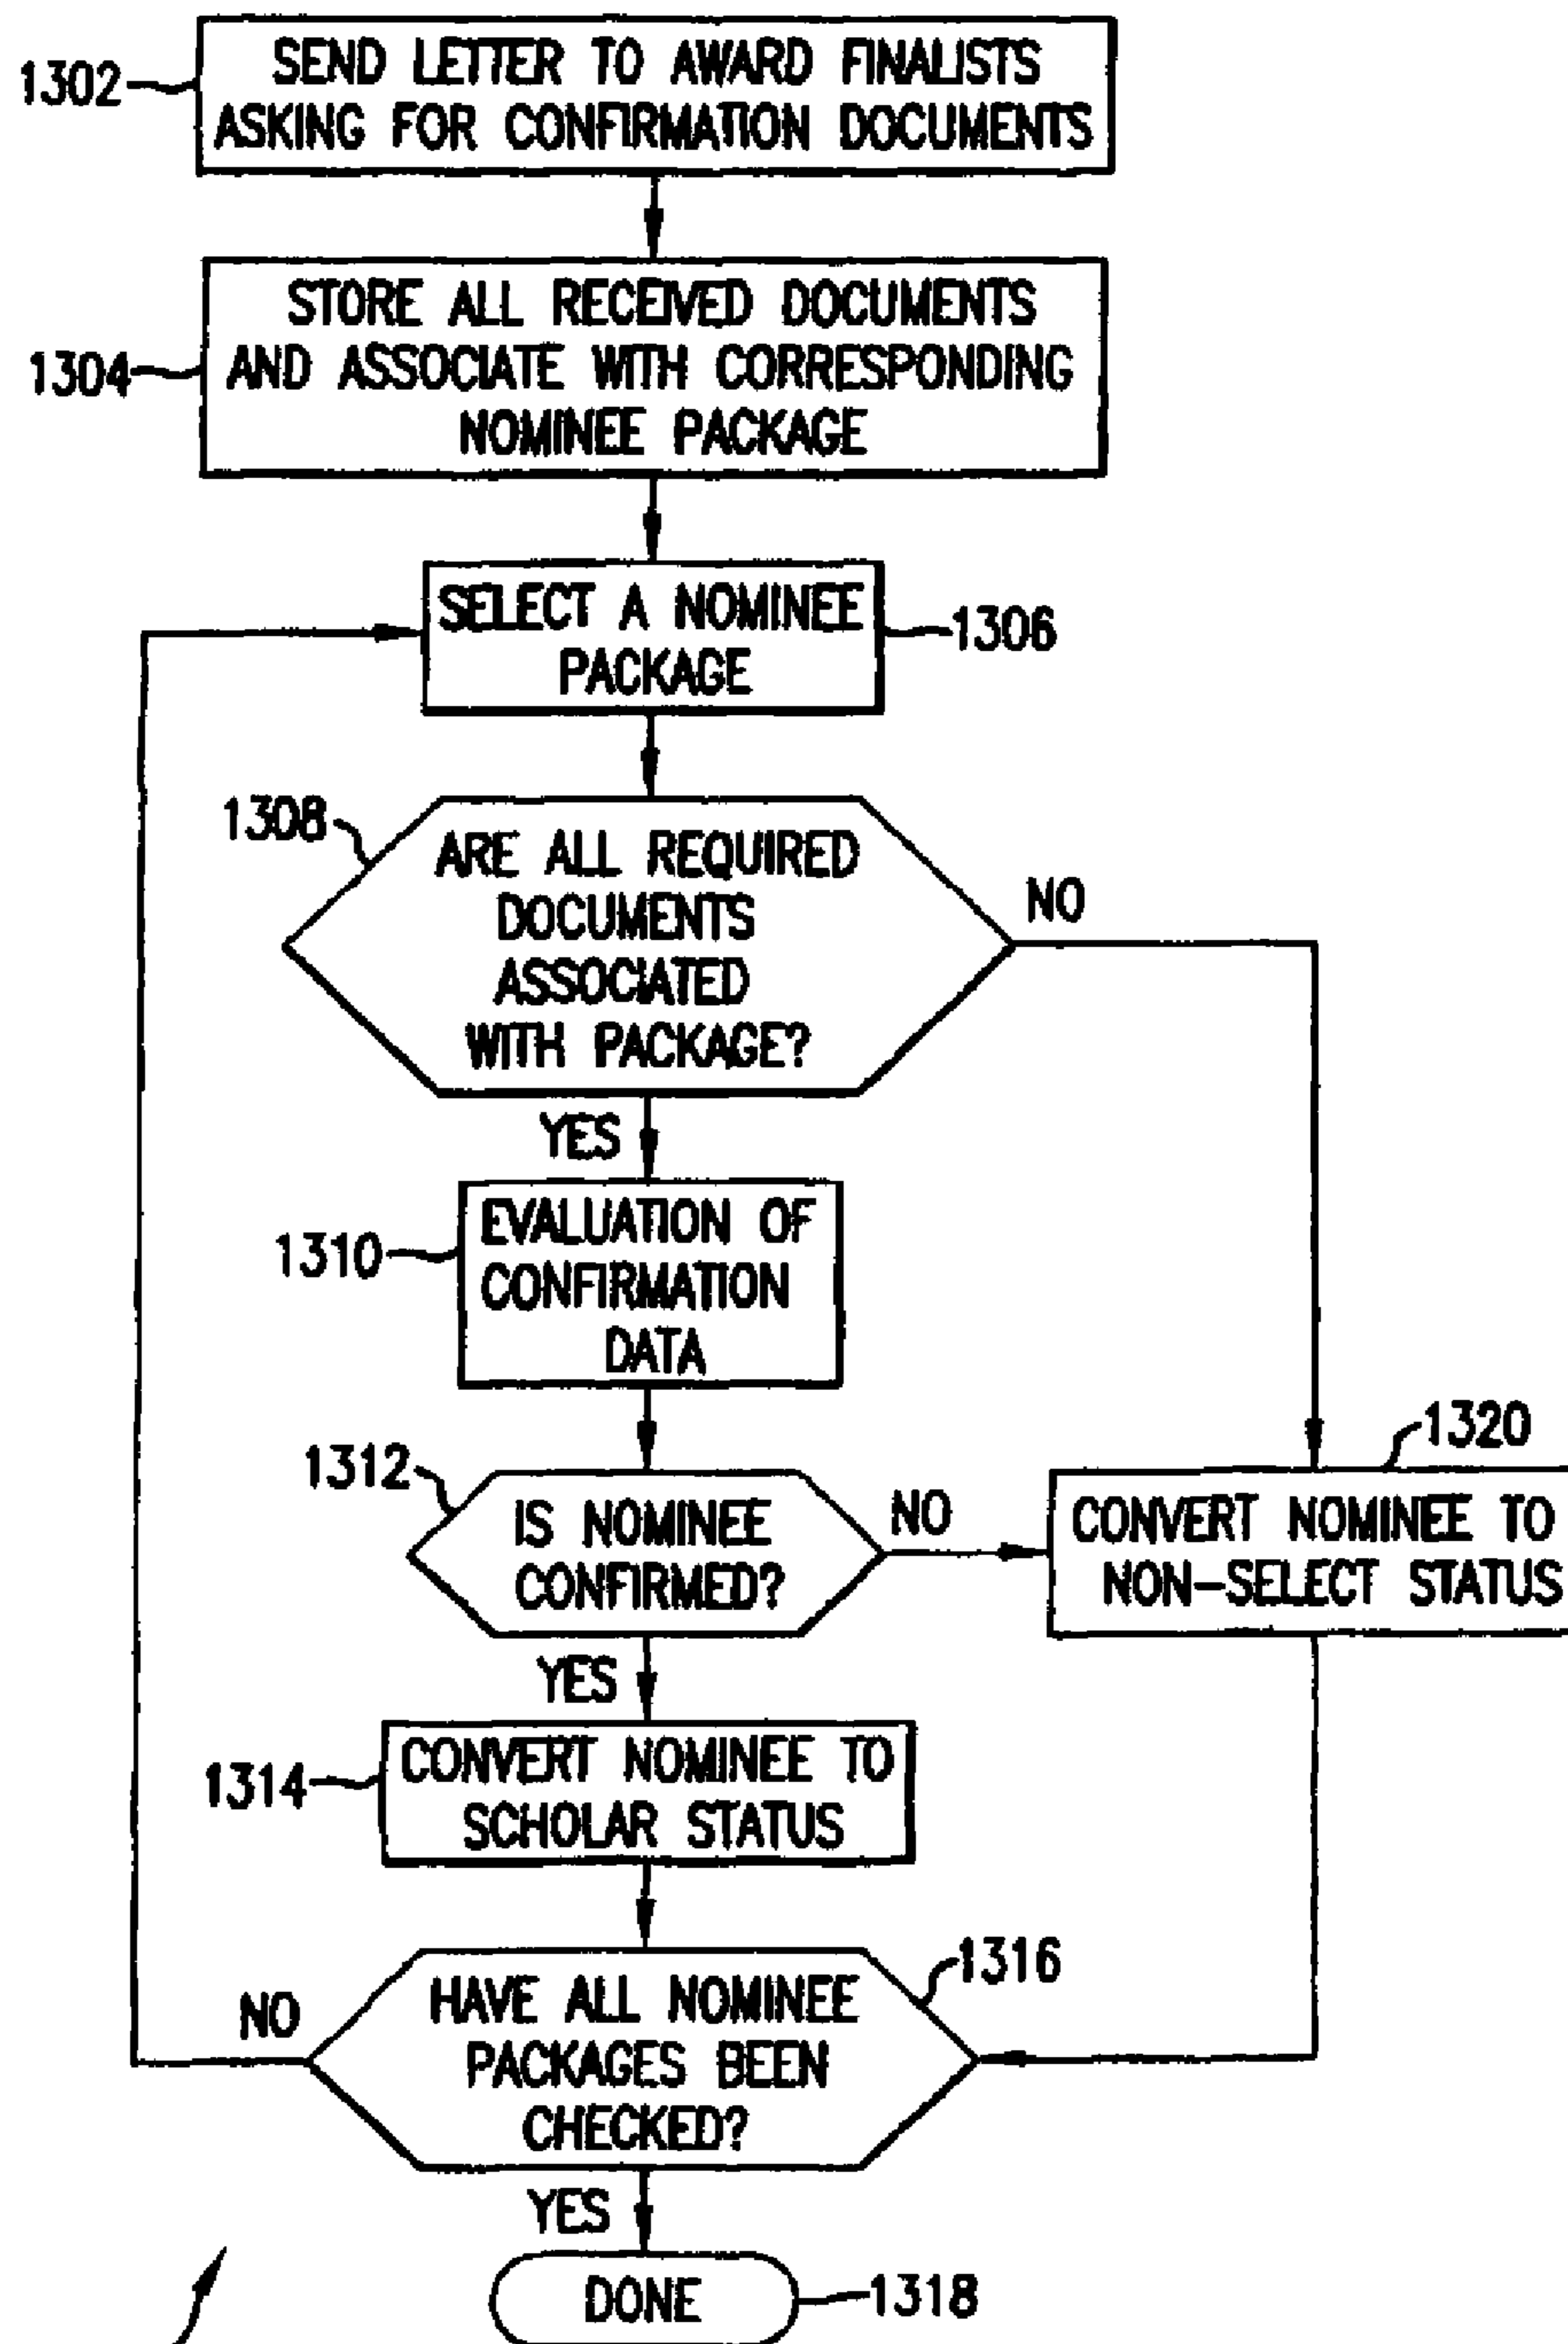 1302
SEND LETTER TO AWARD FINALISTS
ASKING FOR CONFIRMATION DOCUMENTS
1304
STORE ALL RECEIVED DOCUMENTS
AND ASSOCIATE WITH CORRESPONDING
NOMINEE PACKAGE
SELECT A NOMINEE
PACKAGE
1306
1308
ARE ALL REQUIRED
DOCUMENTS
ASSOCIATED
WITH PACKAGE?
NO
YES
1310
EVALUATION OF
CONFIRMATION
DATA
1312
IS NOMINEE
CONFIRMED?
NO
1320
CONVERT NOMINEE TO
NON-SELECT STATUS
YES
1314
CONVERT NOMINEE TO
SCHOLAR STATUS
1316
NO
HAVE ALL NOMINEE
PACKAGES BEEN
CHECKED?
YES
DONE
1318